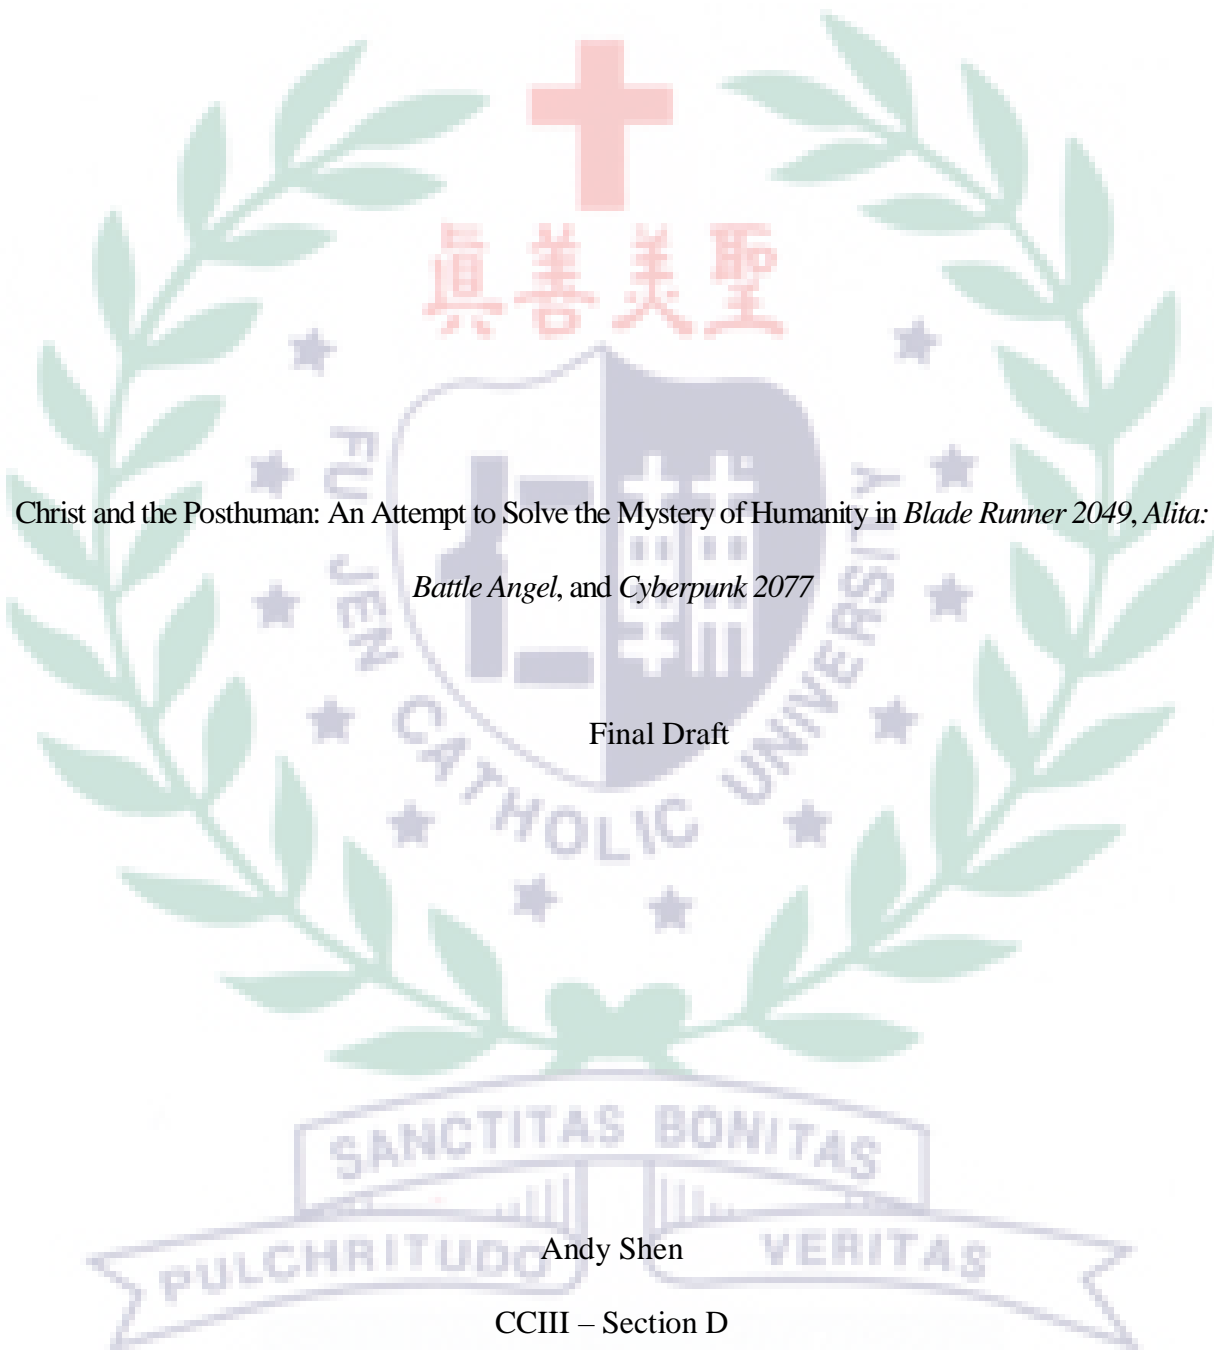 眞善美聖
FU JEN CATHOLIC UNIVERSITY
Christ and the Posthuman: An Attempt to Solve the Mystery of Humanity in Blade Runner 2049, Alita:
Battle Angel, and Cyberpunk 2077
Final Draft
SANCTITAS BONITAS
PULCHRITUDO VERITAS
Andy Shen
CCIII – Section D